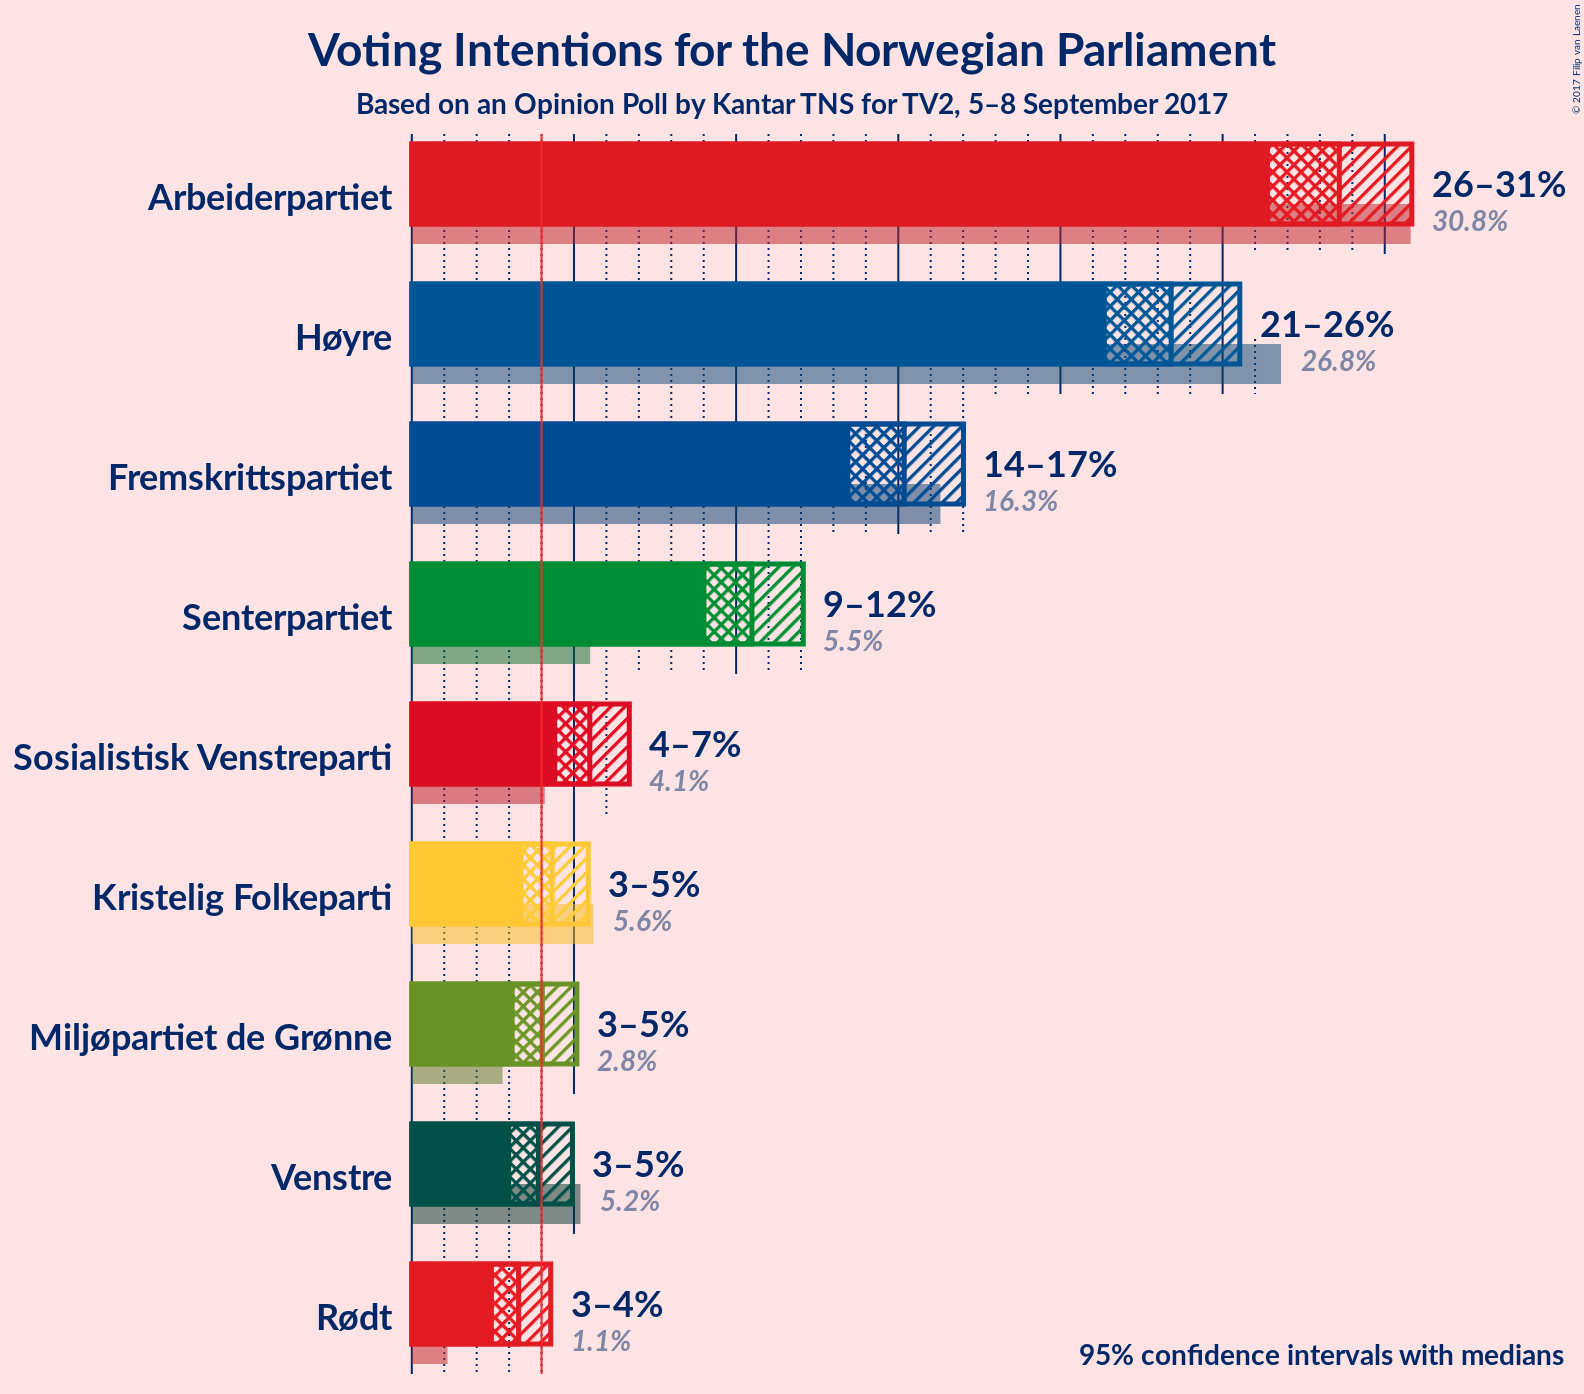 Voting Intentions for the Norwegian Parliament
Based on an Opinion Poll by Kantar TNS for TV2, 5–8 September 2017
© 2017 Filip van Laenen
Arbeiderpartiet
26–31%
30.8%
Høyre
21–26%
26.8%
Fremskrittspartiet
14–17%
16.3%
Senterpartiet
9–12%
5.5%
Sosialistisk Venstreparti
4–7%
4.1%
Kristelig Folkeparti
3–5%
5.6%
Miljøpartiet de Grønne
3–5%
2.8%
Venstre
3–5%
5.2%
Rødt
3–4%
1.1%
95% confidence intervals with medians